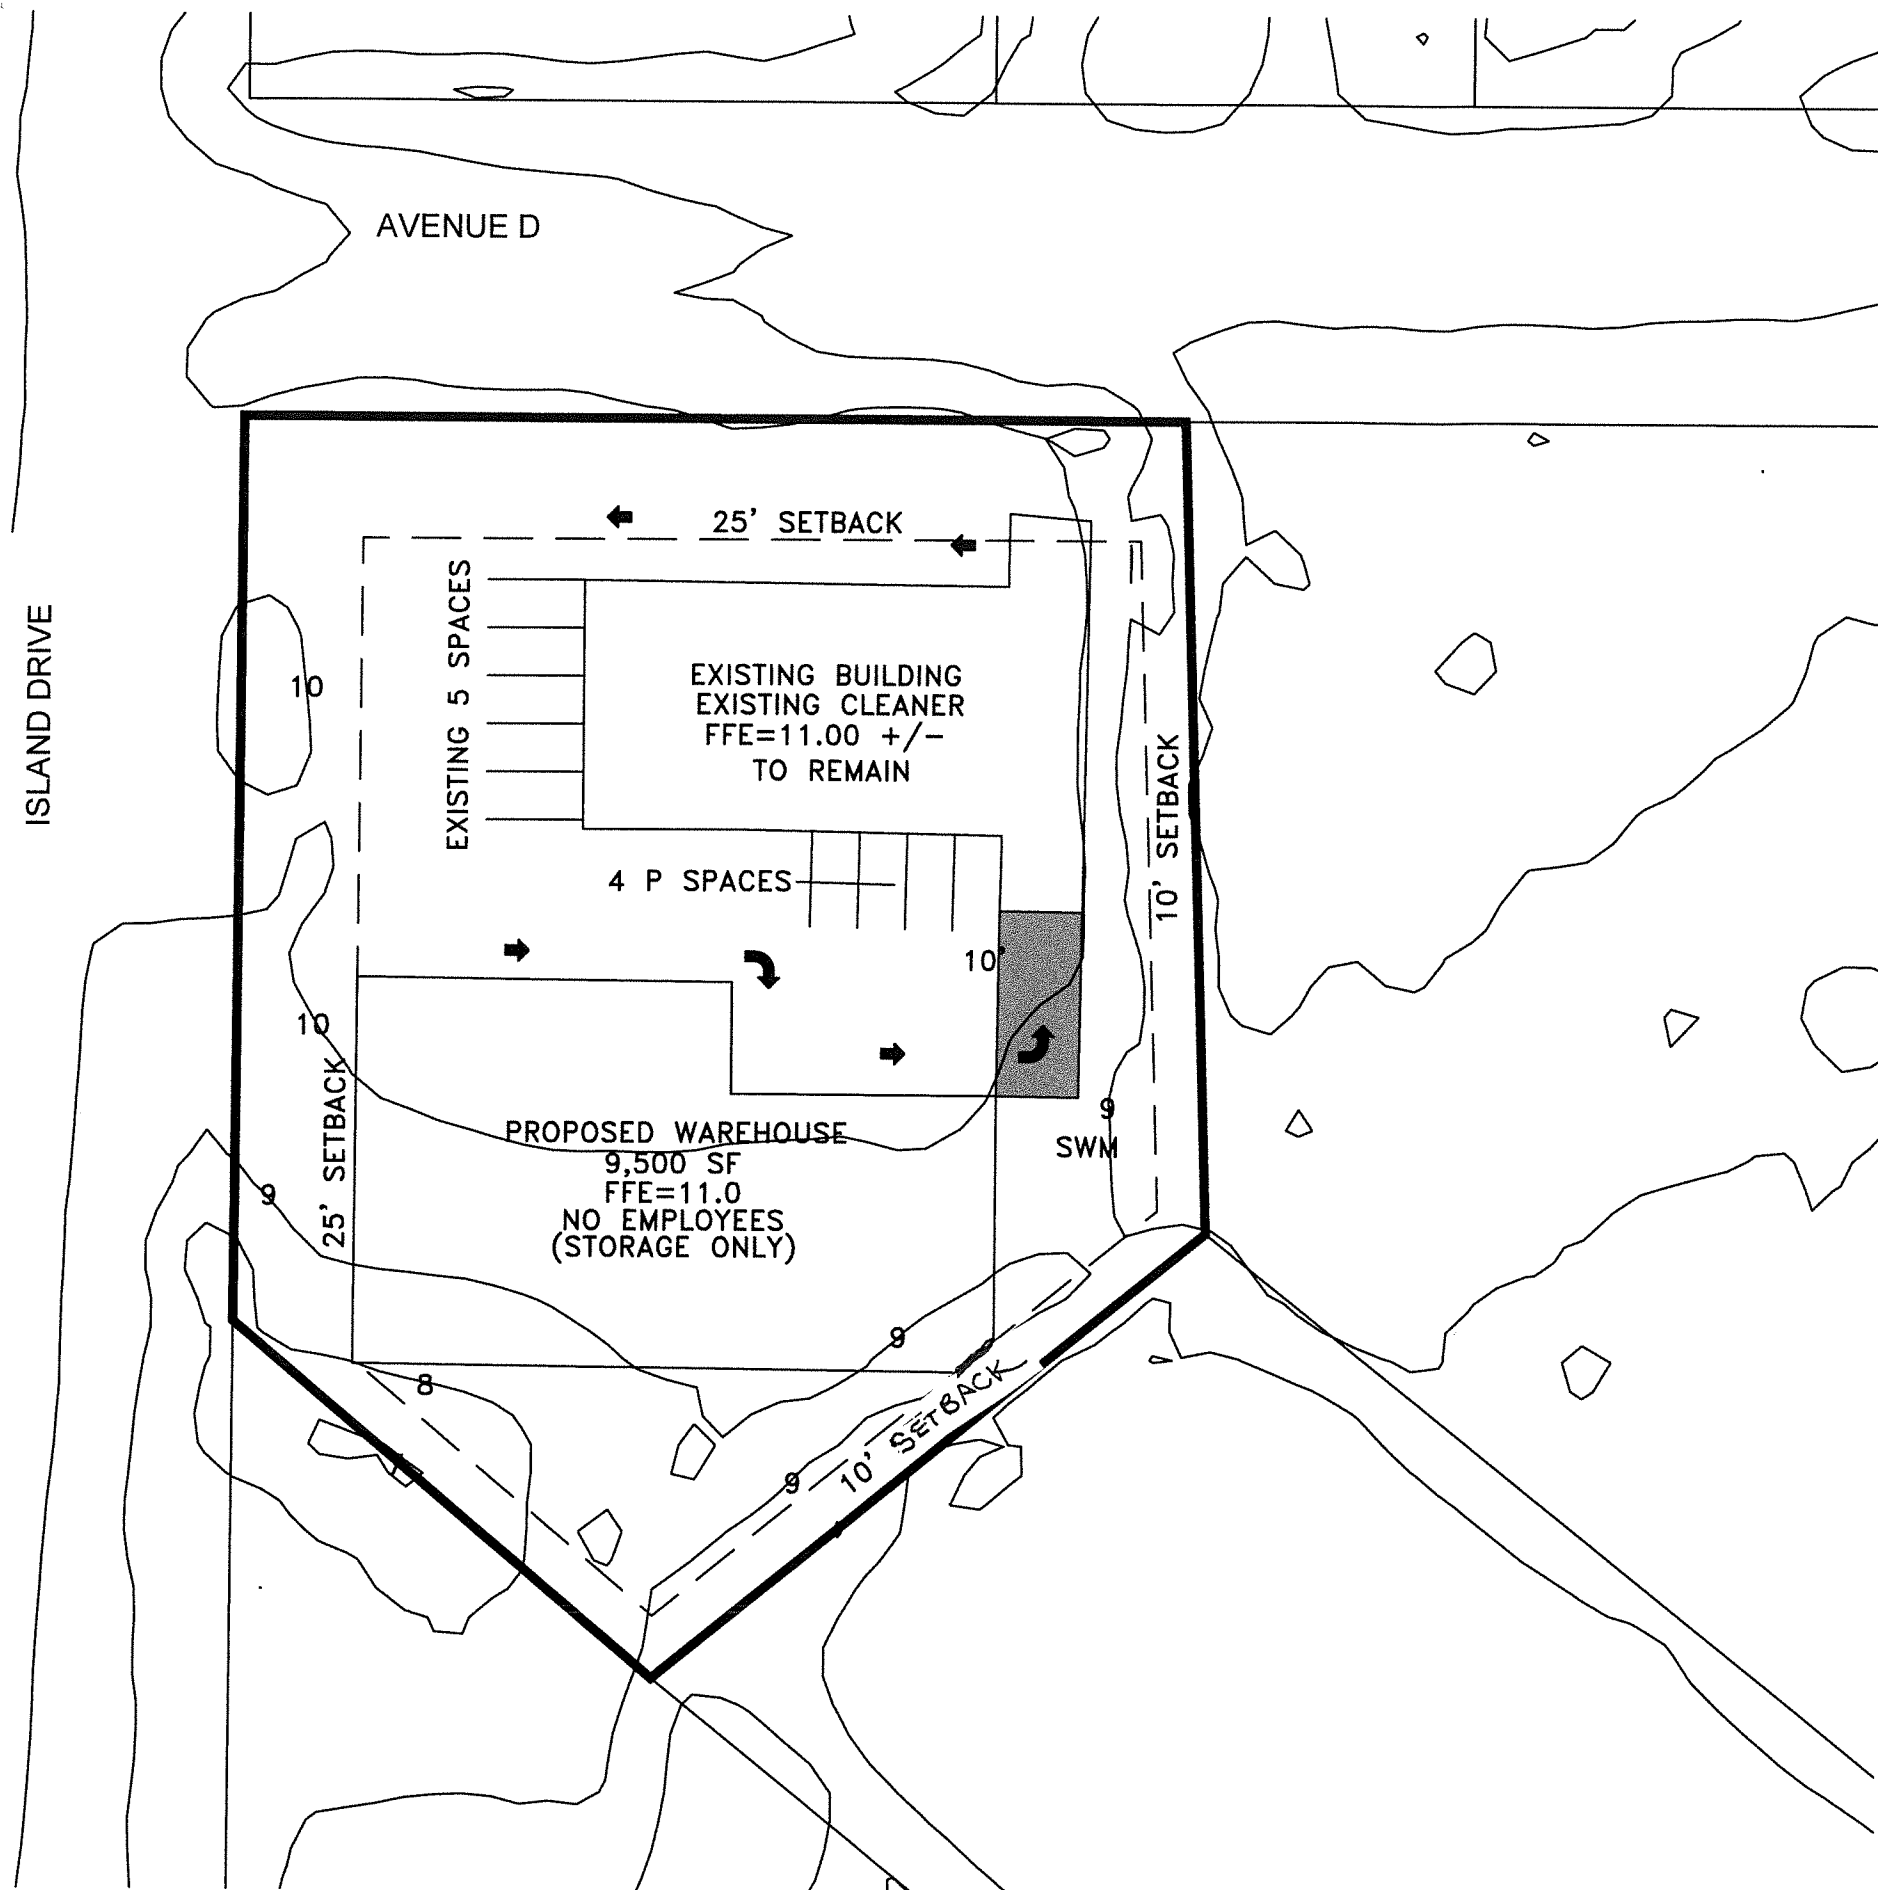 AVENUE D
25' SETBACK
ISLAND DRIVE
EXISTING 5 SPACES
EXISTING BUILDING
EXISTING CLEANER
FFE=11.00 +/-
TO REMAIN
10
10' SETBACK
4 P SPACES
10'
10
25' SETBACK
9
SWM
PROPOSED WAREHOUSE
9,500 SF
FFE=11.0
NO EMPLOYEES
(STORAGE ONLY)
9
9
8
10' SETBACK
9